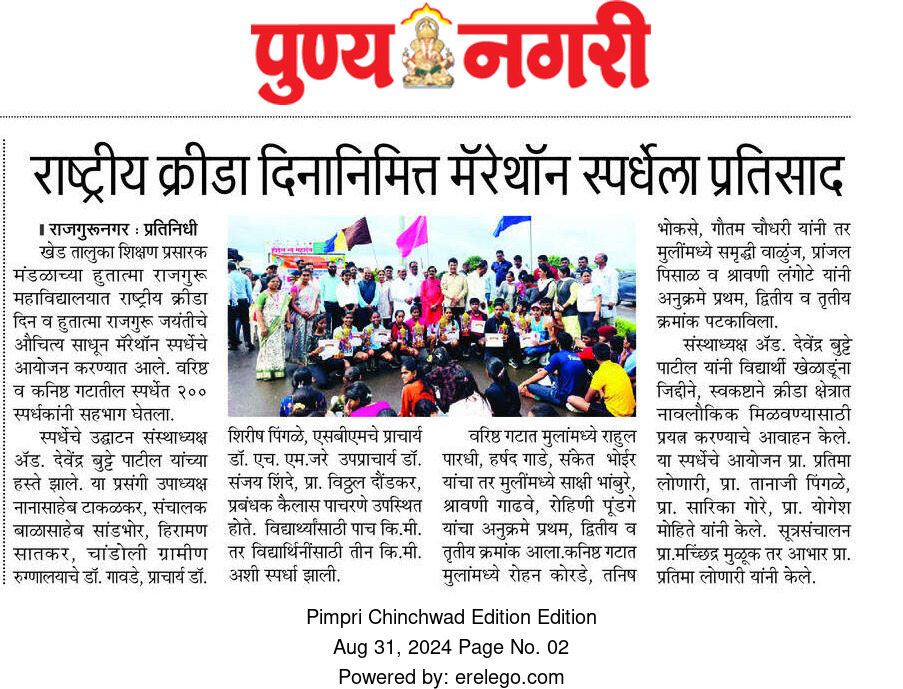 पुण्य नगरी
राष्ट्रीय क्रीडा दिनानिमित्त मॅरेथॉन स्पर्धेला प्रतिसाद
राजगुरूनगर : प्रतिनिधी
खेड तालुका शिक्षण प्रसारक
मंडळाच्या हुतात्मा राजगुरू
महाविद्यालयात राष्ट्रीय क्रीडा
दिन व हुतात्मा राजगुरू जयंतीचे
औचित्य साधून मॅरेथॉन स्पर्धेचे
आयोजन करण्यात आले. वरिष्ठ
व कनिष्ठ गटातील स्पर्धेत २००
स्पर्धकांनी सहभाग घेतला.
स्पर्धेचे उद्घाटन संस्थाध्यक्ष
अ‍ॅड. देवेंद्र बुट्टे पाटील यांच्या
हस्ते झाले. या प्रसंगी उपाध्यक्ष
नानासाहेब टाकळकर, संचालक
बाळासाहेब सांडभोर, हिरामण
सातकर, चांडोली ग्रामीण
रुग्णालयाचे डॉ. गावडे, प्राचार्य डॉ.
शिरीष पिंगळे, एसबीएमचे प्राचार्य
डॉ. एच. एम.जरे उपप्राचार्य डॉ.
संजय शिंदे, प्रा. विठ्ठल दौंडकर,
प्रबंधक कैलास पाचरणे उपस्थित
होते. विद्यार्थ्यांसाठी पाच कि.मी.
तर विद्यार्थिनींसाठी तीन कि.मी.
अशी स्पर्धा झाली.
वरिष्ठ गटात मुलांमध्ये राहुल
पारधी, हर्षद गाडे, संकेत भोईर
यांचा तर मुलींमध्ये साक्षी भांबुरे,
श्रावणी गाढवे, रोहिणी पूंडगे
यांचा अनुक्रमे प्रथम, द्वितीय व
तृतीय क्रमांक आला.कनिष्ठ गटात
मुलांमध्ये रोहन कोरडे, तनिष
भोकसे, गौतम चौधरी यांनी तर
मुलींमध्ये समृद्धी वाळुंज, प्रांजल
पिसाळ व श्रावणी लंगोटे यांनी
अनुक्रमे प्रथम, द्वितीय व तृतीय
क्रमांक पटकाविला.
संस्थाध्यक्ष अ‍ॅड. देवेंद्र बुट्टे
पाटील यांनी विद्यार्थी खेळाडूंना
जिद्दीने, स्वकष्टाने क्रीडा क्षेत्रात
नावलौकिक मिळवण्यासाठी
प्रयत्न करण्याचे आवाहन केले.
या स्पर्धेचे आयोजन प्रा. प्रतिमा
लोणारी, प्रा. तानाजी पिंगळे,
प्रा. सारिका गोरे, प्रा. योगेश
मोहिते यांनी केले. सूत्रसंचालन
प्रा.मच्छिंद्र मुळूक तर आभार प्रा.
प्रतिमा लोणारी यांनी केले.
Pimpri Chinchwad Edition Edition
Aug 31, 2024 Page No. 02
Powered by: erelego.com